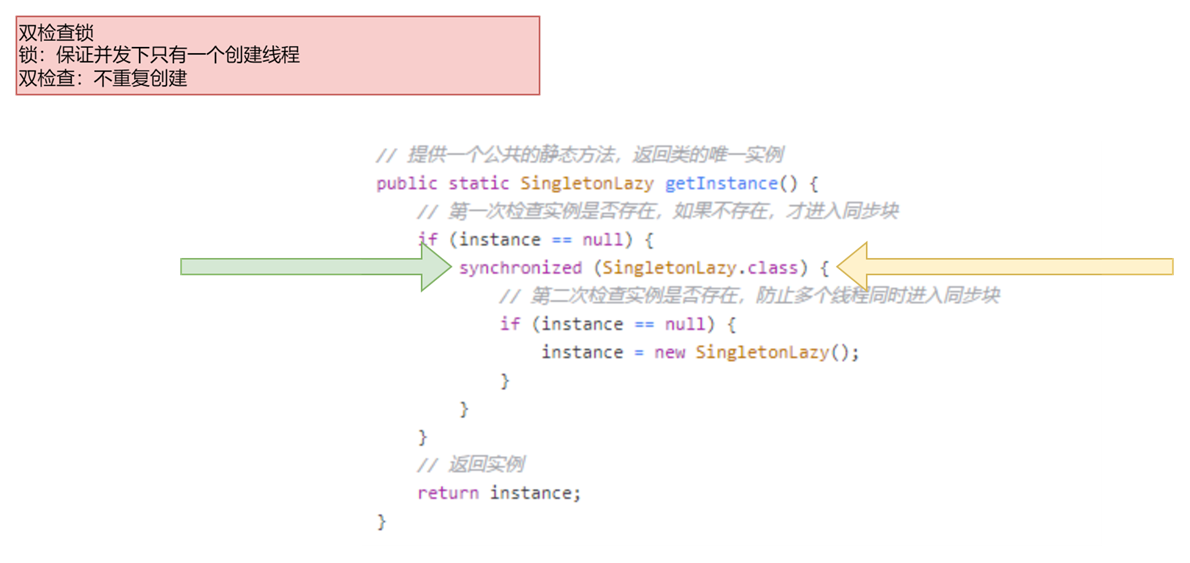 双检查锁
锁：保证并发下只有一个创建线程
双检查：不重复创建
// 提供一个公共的静态方法，返回类的唯一实例
public static SingletonLazy getInstance() {
// 第一次检查实例是否存在，如果不存在，才进入同步块
if (instance == null) {
synchronized (SingletonLazy.class) {
// 第二次检查实例是否存在，防止多个线程同时进入同步块
if (instance == null) {
instance = new SingletonLazy();
}
}
}
// 返回实例
return instance;
}